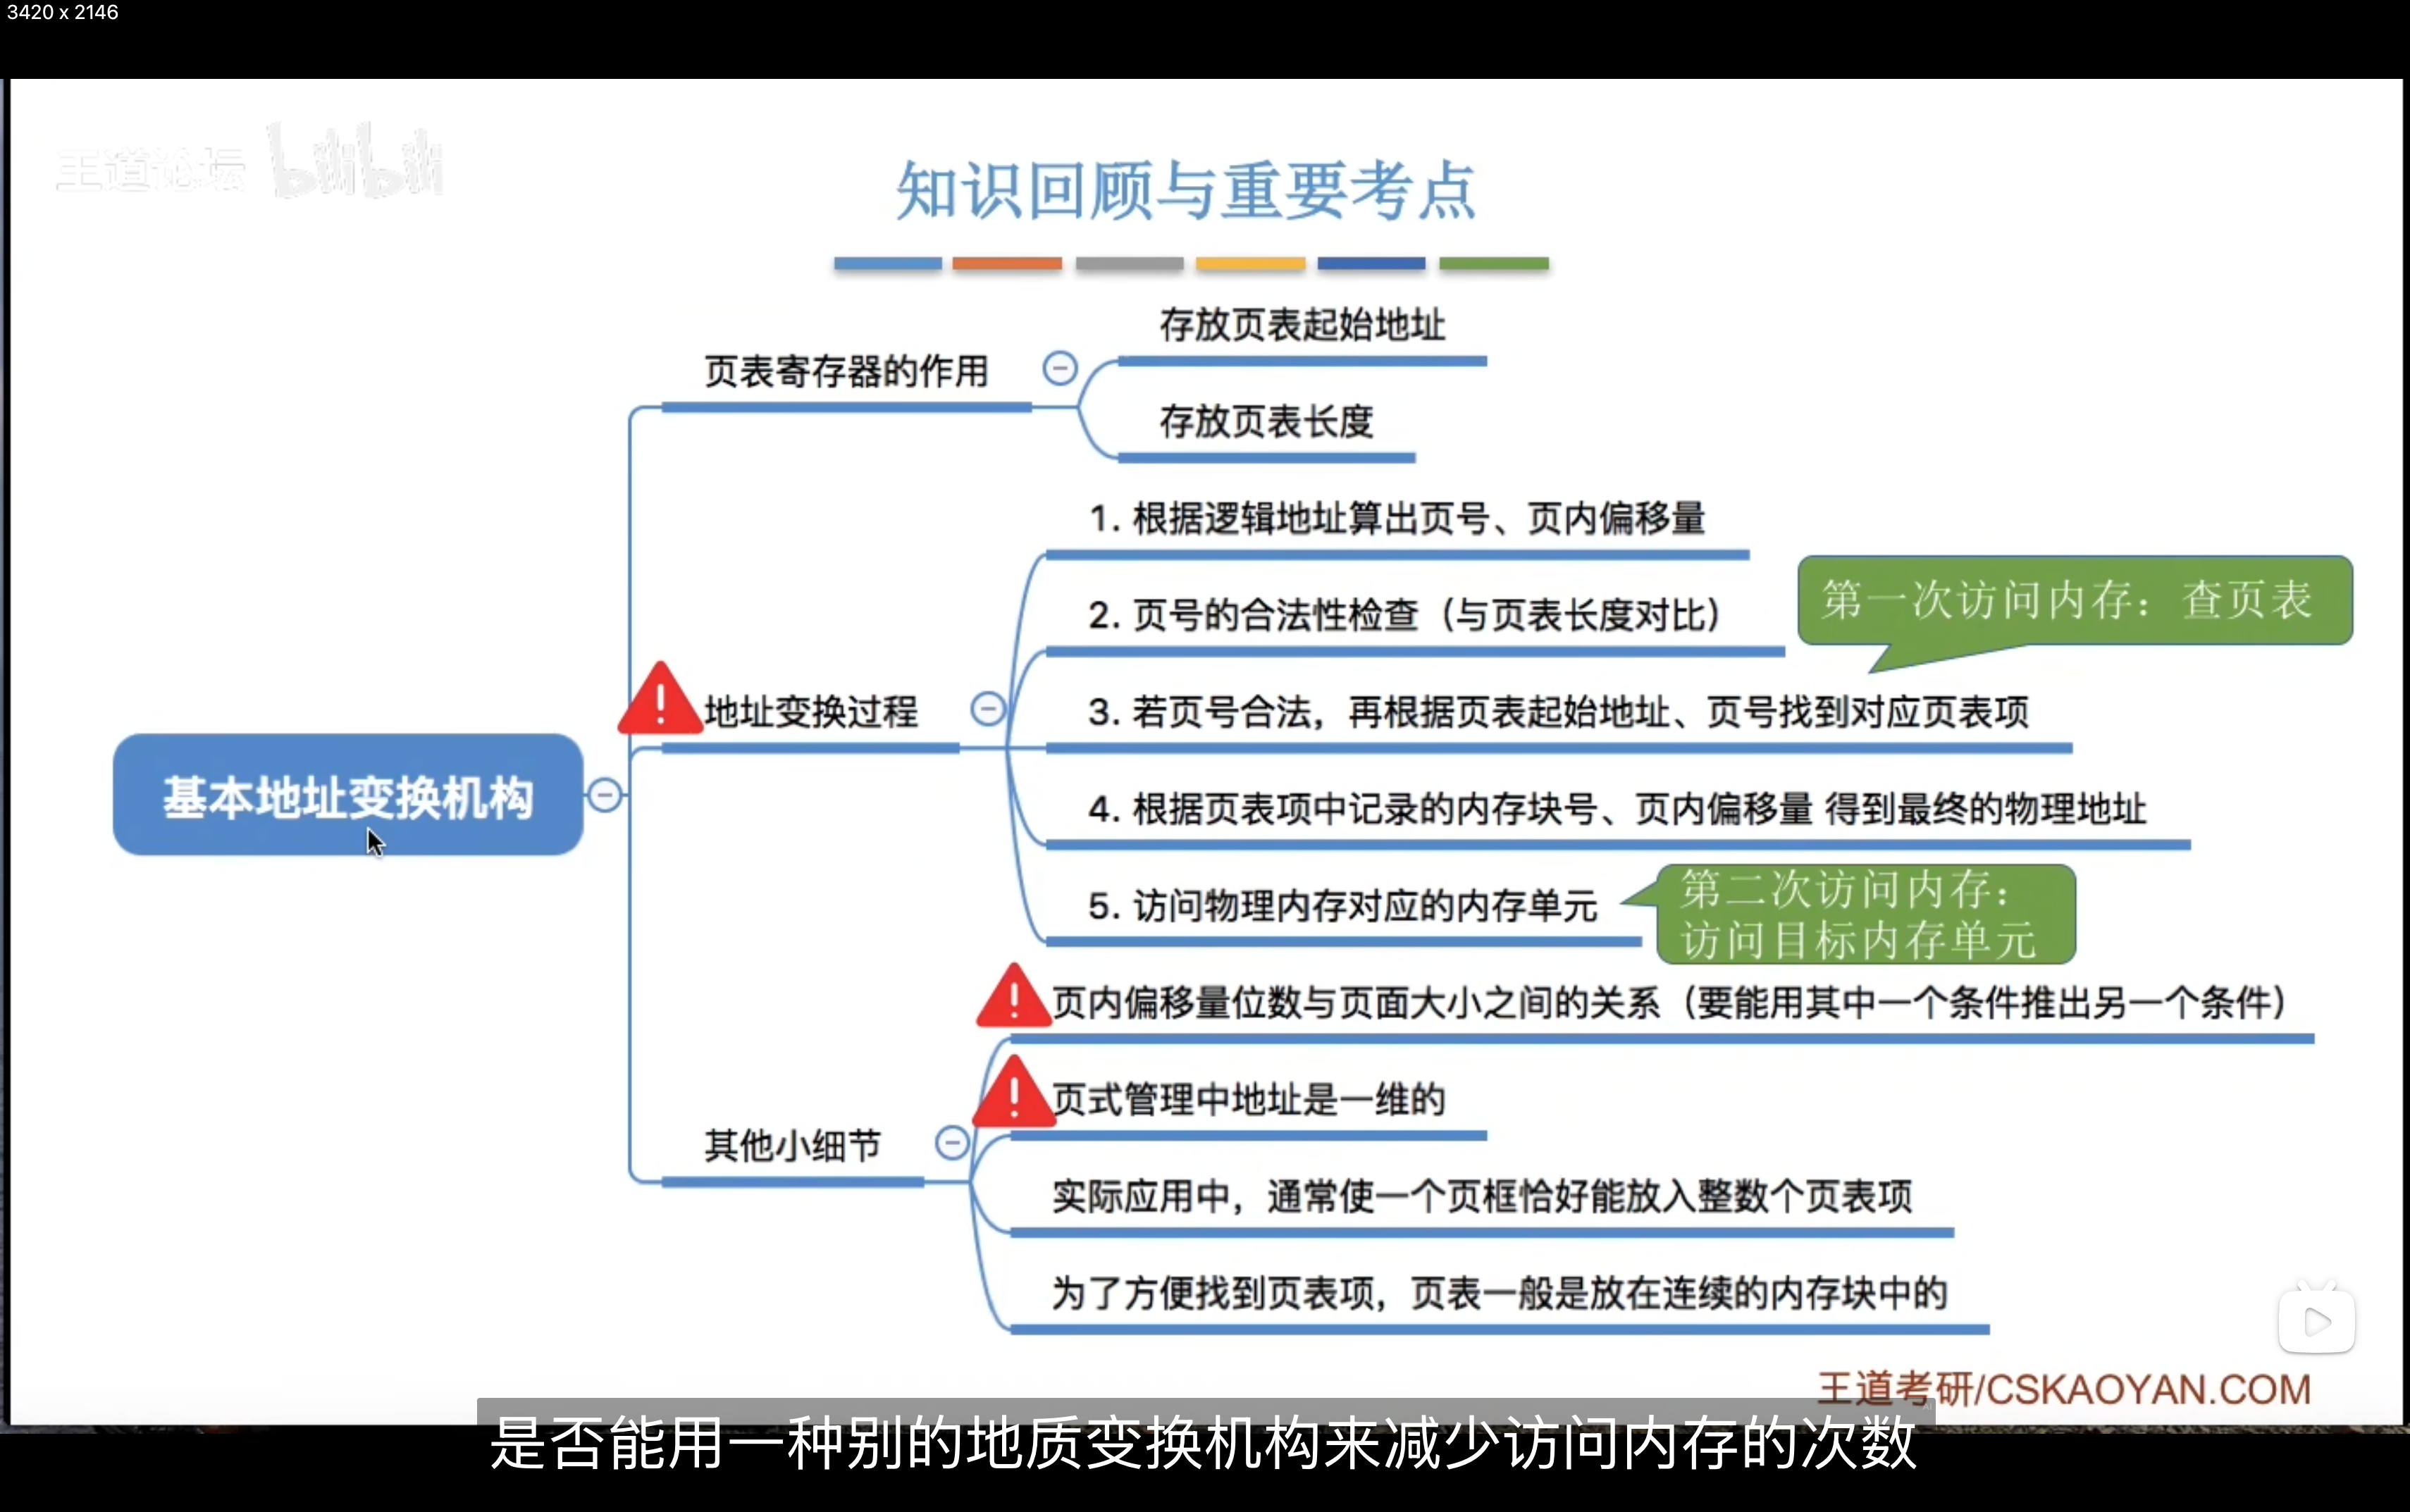 3420 x 2146
王道论坛 bilibili
知识回顾与重要考点
存放页表起始地址
页表寄存器的作用
存放页表长度
1. 根据逻辑地址算出页号、页内偏移量
第一次访问内存：查页表
2. 页号的合法性检查（与页表长度对比）
地址变换过程
3. 若页号合法，再根据页表起始地址、页号找到对应页表项
基本地址变换机构
4. 根据页表项中记录的内存块号、页内偏移量 得到最终的物理地址
5. 访问物理内存对应的内存单元
第二次访问内存：
访问目标内存单元
页内偏移量位数与页面大小之间的关系（要能用其中一个条件推出另一个条件）
页式管理中地址是一维的
其他小细节
实际应用中，通常使一个页框恰好能放入整数个页表项
为了方便找到页表项，页表一般是放在连续的内存块中的
王道考研/CSKAOYAN.COM
是否能用一种别的地质变换机构来减少访问内存的次数